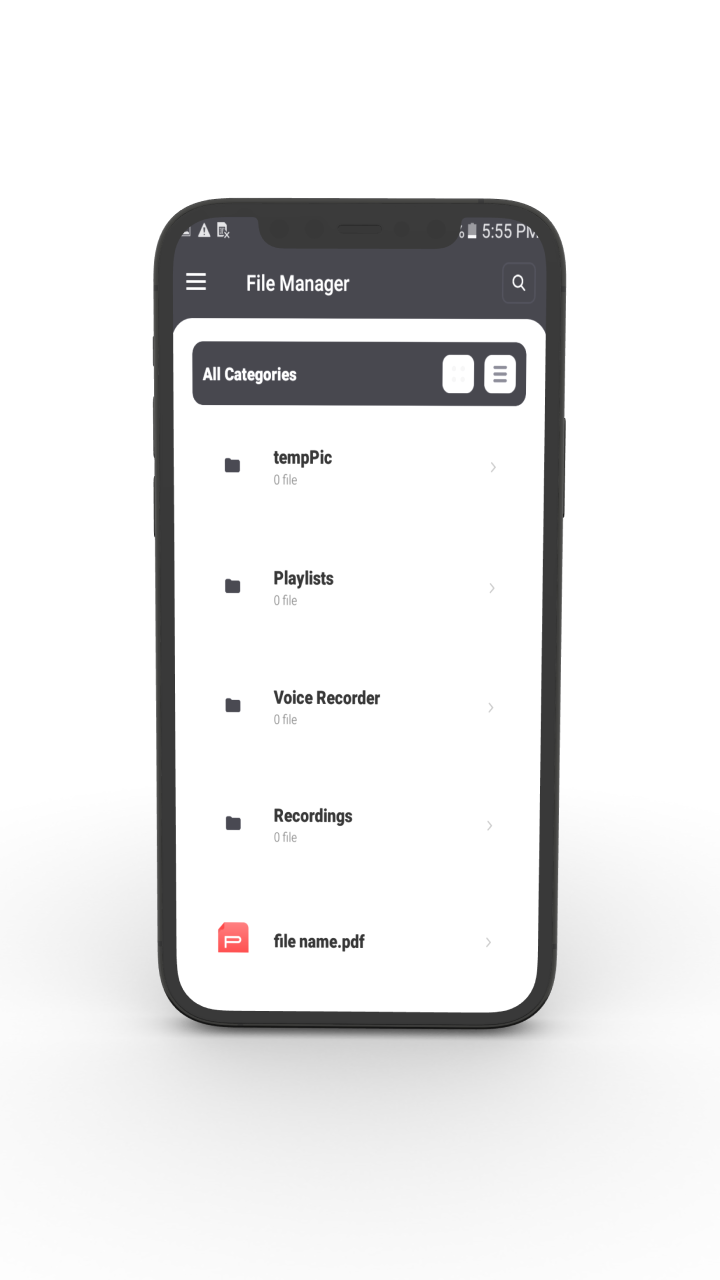 5:55 PM
File Manager
All Categories
tempPic
0 file
Playlists
0 file
Voice Recorder
0 file
Recordings
0 file
file name.pdf